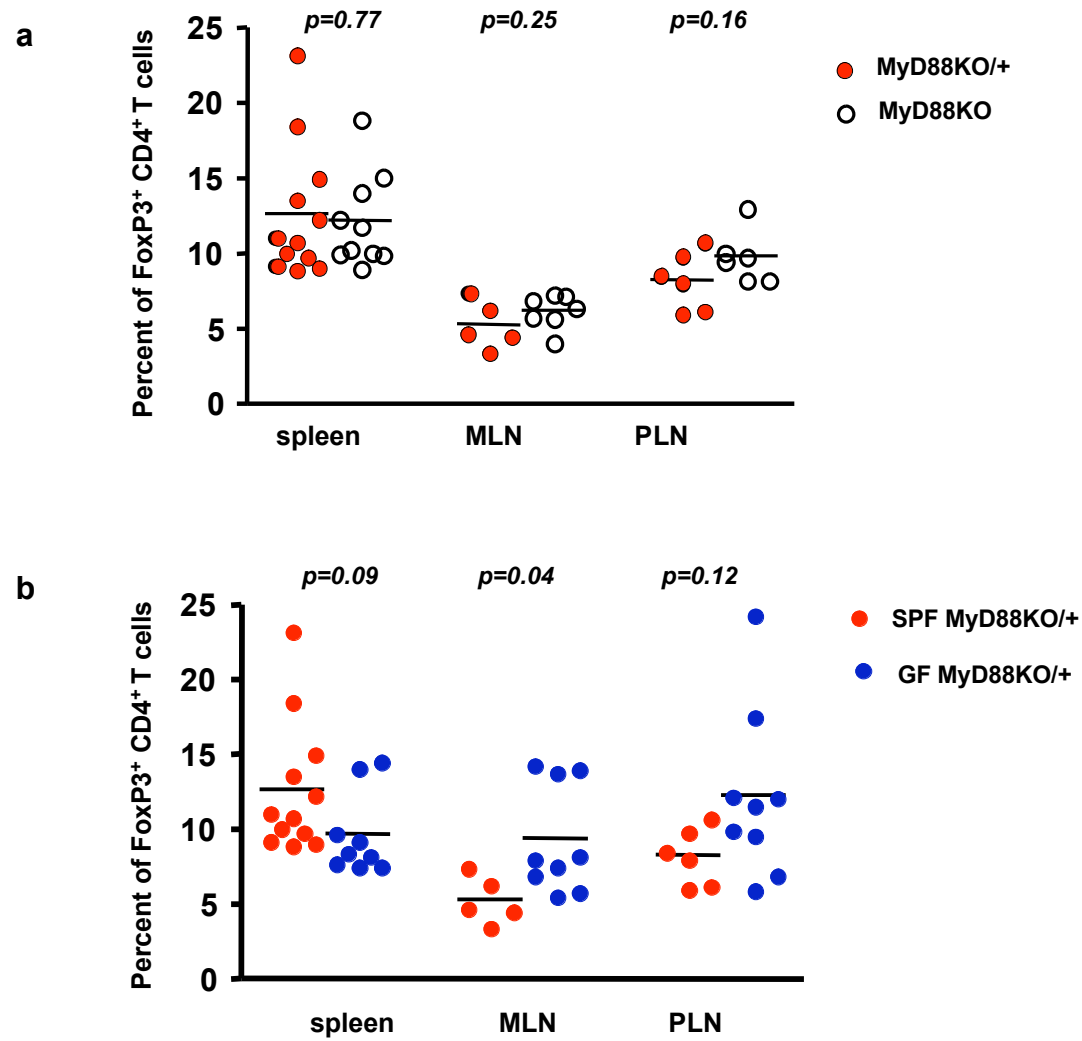 a
p=0.77 p=0.25 p=0.16
Percent of FoxP3⁺ CD4⁺ T cells
25
20
15
10
5
0
spleen MLN PLN
MyD88KO/+
MyD88KO
b
p=0.09 p=0.04 p=0.12
Percent of FoxP3⁺ CD4⁺ T cells
25
20
15
10
5
0
spleen MLN PLN
SPF MyD88KO/+
GF MyD88KO/+